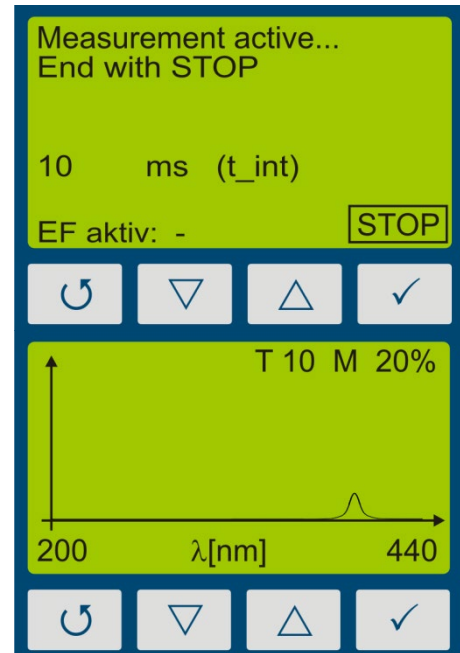 Measurement active...
End with STOP
10 ms (t_int)
EF aktiv: - STOP
T 10 M 20%
200 λ[nm] 440